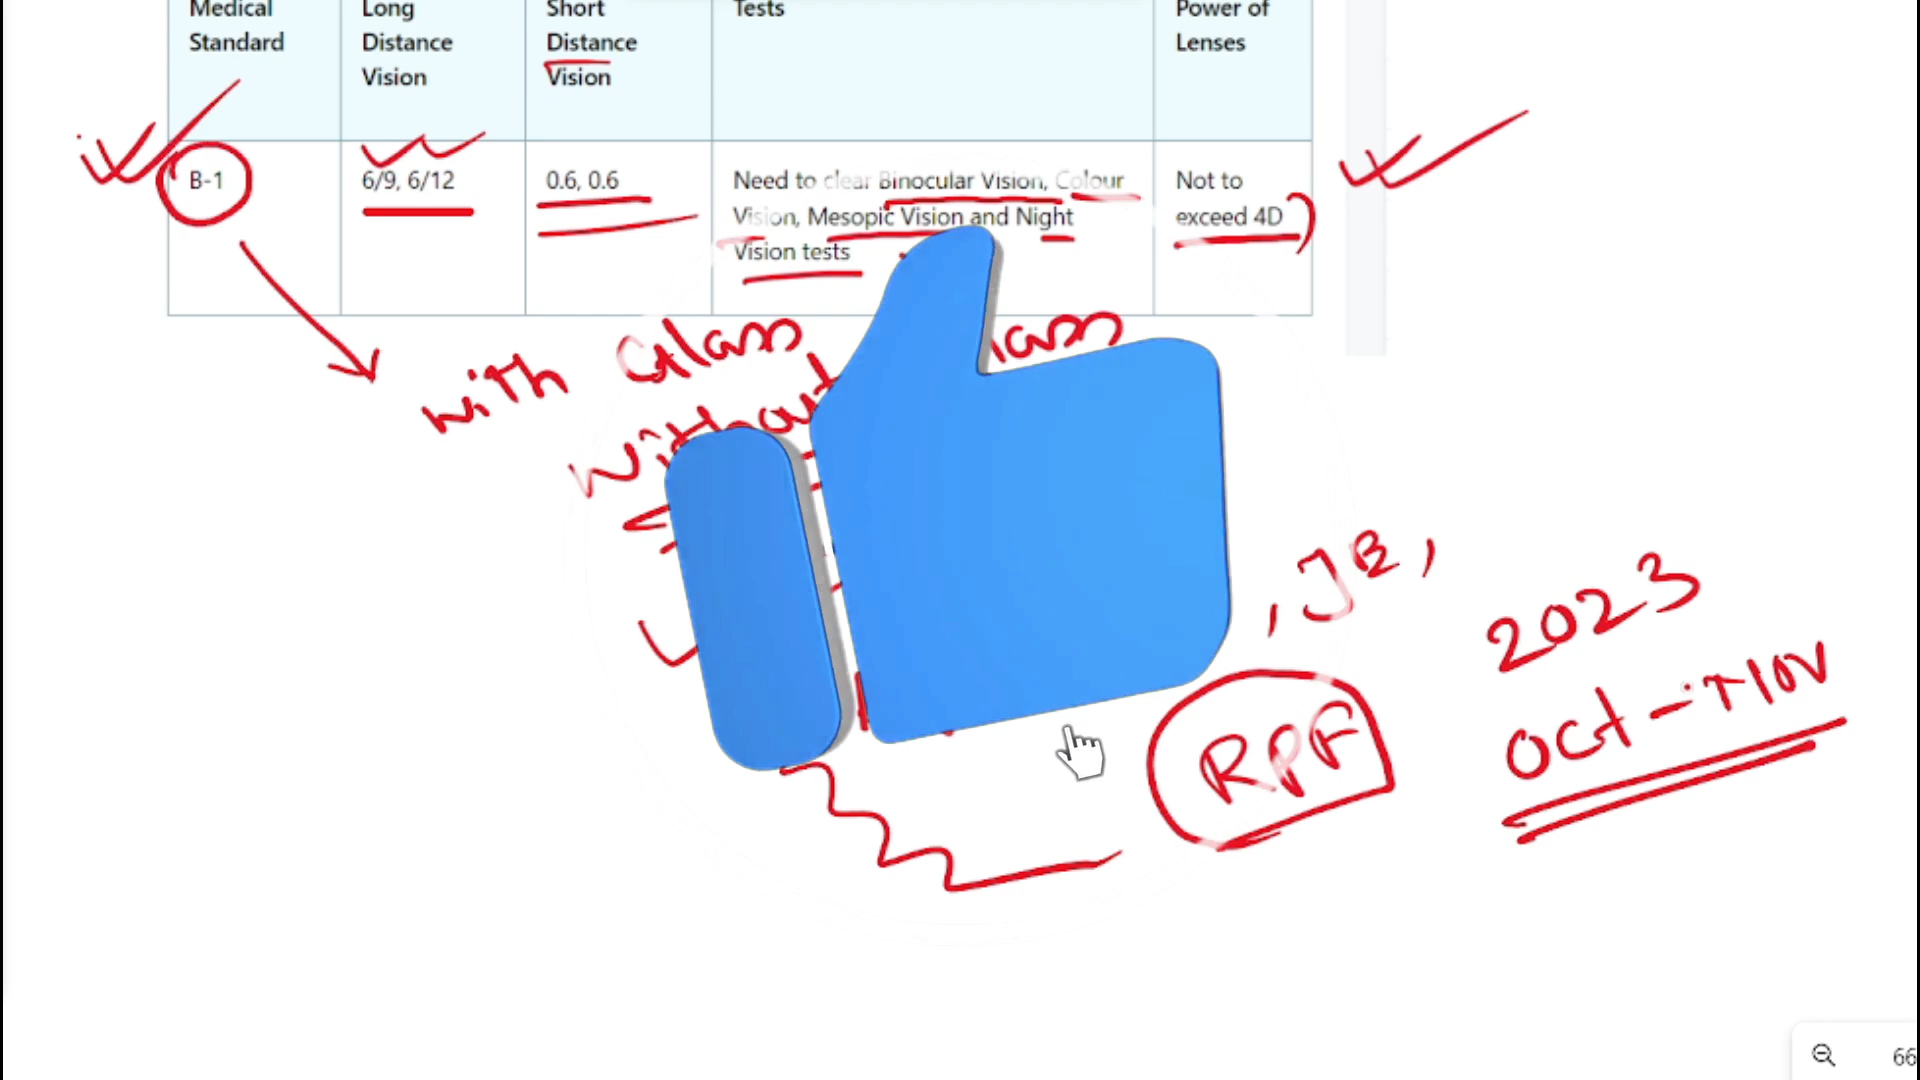 Medical Standard
Long Distance Vision
Short Distance Vision
Tests
Power of Lenses
B-1
6/9, 6/12
0.6, 0.6
Need to clear Binocular Vision, Colour
Vision, Mesopic Vision and Night
Vision tests
Not to
exceed 4D
with Glass
Without
, JE,
RPF
2023
Oct - Nov
66